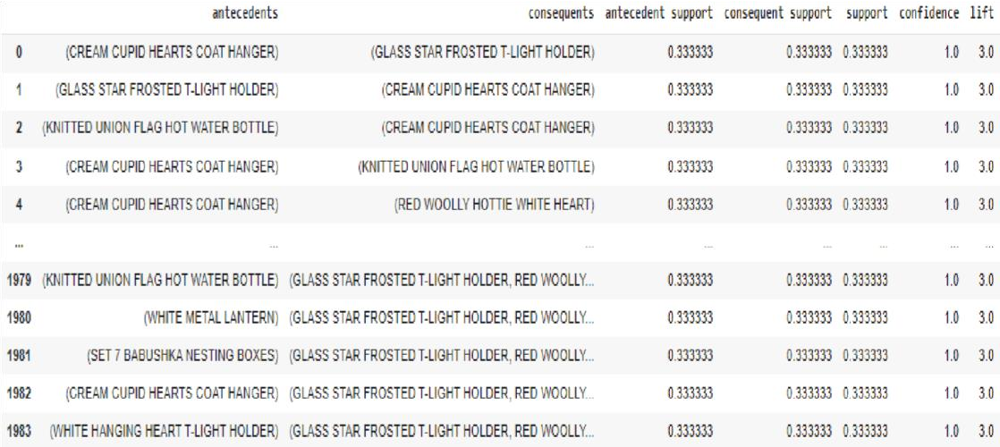 antecedents consequents antecedent support consequent support support confidence lift
0 (CREAM CUPID HEARTS COAT HANGER) (GLASS STAR FROSTED T-LIGHT HOLDER) 0.333333 0.333333 0.333333 1.0 3.0
1 (GLASS STAR FROSTED T-LIGHT HOLDER) (CREAM CUPID HEARTS COAT HANGER) 0.333333 0.333333 0.333333 1.0 3.0
2 (KNITTED UNION FLAG HOT WATER BOTTLE) (CREAM CUPID HEARTS COAT HANGER) 0.333333 0.333333 0.333333 1.0 3.0
3 (CREAM CUPID HEARTS COAT HANGER) (KNITTED UNION FLAG HOT WATER BOTTLE) 0.333333 0.333333 0.333333 1.0 3.0
4 (CREAM CUPID HEARTS COAT HANGER) (RED WOOLLY HOTTIE WHITE HEART) 0.333333 0.333333 0.333333 1.0 3.0
... ... ... ... ... ... ... ...
1979 (KNITTED UNION FLAG HOT WATER BOTTLE) (GLASS STAR FROSTED T-LIGHT HOLDER, RED WOOLLY... 0.333333 0.333333 0.333333 1.0 3.0
1980 (WHITE METAL LANTERN) (GLASS STAR FROSTED T-LIGHT HOLDER, RED WOOLLY... 0.333333 0.333333 0.333333 1.0 3.0
1981 (SET 7 BABUSHKA NESTING BOXES) (GLASS STAR FROSTED T-LIGHT HOLDER, RED WOOLLY... 0.333333 0.333333 0.333333 1.0 3.0
1982 (CREAM CUPID HEARTS COAT HANGER) (GLASS STAR FROSTED T-LIGHT HOLDER, RED WOOLLY... 0.333333 0.333333 0.333333 1.0 3.0
1983 (WHITE HANGING HEART T-LIGHT HOLDER) (GLASS STAR FROSTED T-LIGHT HOLDER, RED WOOLLY... 0.333333 0.333333 0.333333 1.0 3.0